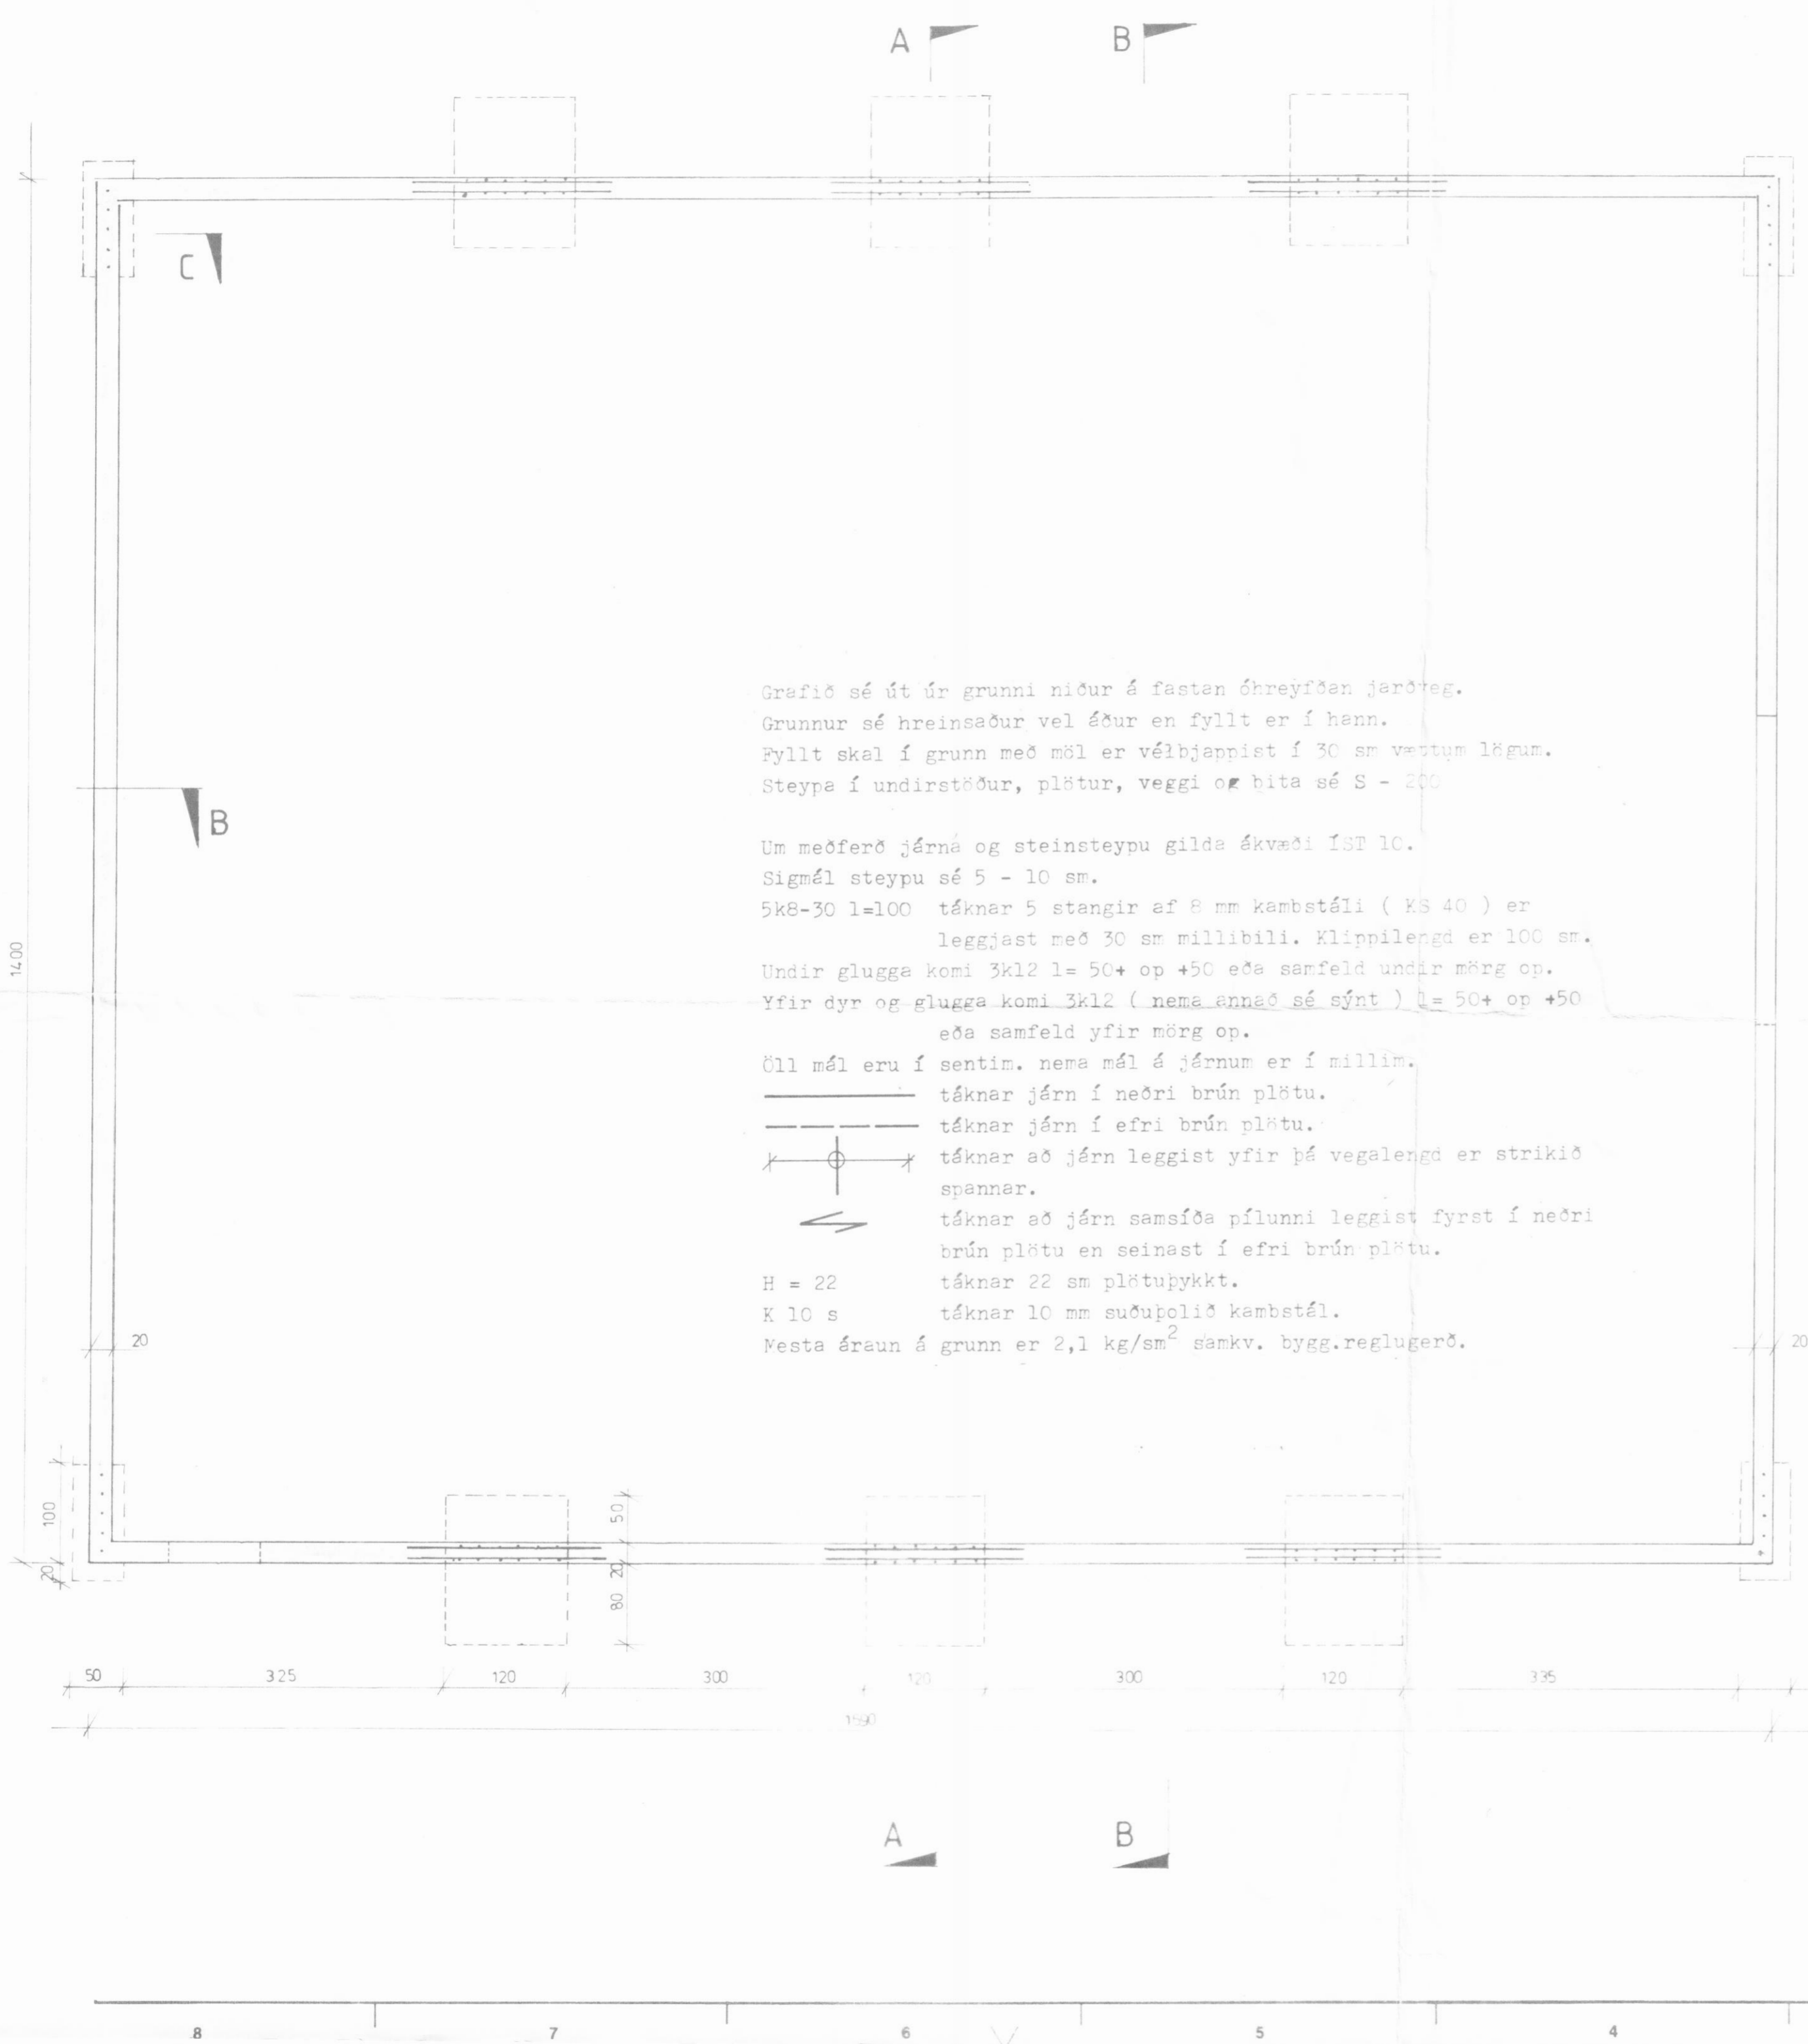 A B
C
Grafið sé út úr grunni niður á fastan óhreyfðan jarðveg.
Grunnur sé hreinsaður vel áður en fyllt er í hann.
Fyllt skal í grunn með möl er vélþjappist í 30 sm vættum lögum.
Steypa í undirstöður, plötur, veggi og bita sé S - 200
B
Um meðferð járna og steinsteypu gilda ákvæði ÍST 10.
Sigmál steypu sé 5 - 10 sm.
5k8-30 l=100 táknar 5 stangir af 8 mm kambstáli ( KS 40 ) er
leggjast með 30 sm millibili. Klippilengd er 100 sm.
1400
Undir glugga komi 3k12 l= 50+ op +50 eða samfeld undir mörg op.
Yfir dyr og glugga komi 3k12 ( nema annað sé sýnt ) l= 50+ op +50
eða samfeld yfir mörg op.
Öll mál eru í sentim. nema mál á járnum er í millim.
táknar járn í neðri brún plötu.
táknar járn í efri brún plötu.
táknar að járn leggist yfir þá vegalengd er strikið
spannar.
táknar að járn samsíða pílunni leggist fyrst í neðri
brún plötu en seinast í efri brún plötu.
H = 22 táknar 22 sm plötuþykkt.
K 10 s táknar 10 mm suðuþolið kambstál.
Mesta áraun á grunn er 2,1 kg/sm² samkv. bygg.reglugerð.
20 20
100 50
20 20
80
50 325 120 300 120 300 120 335
1690
A B
8 7 6 5 4